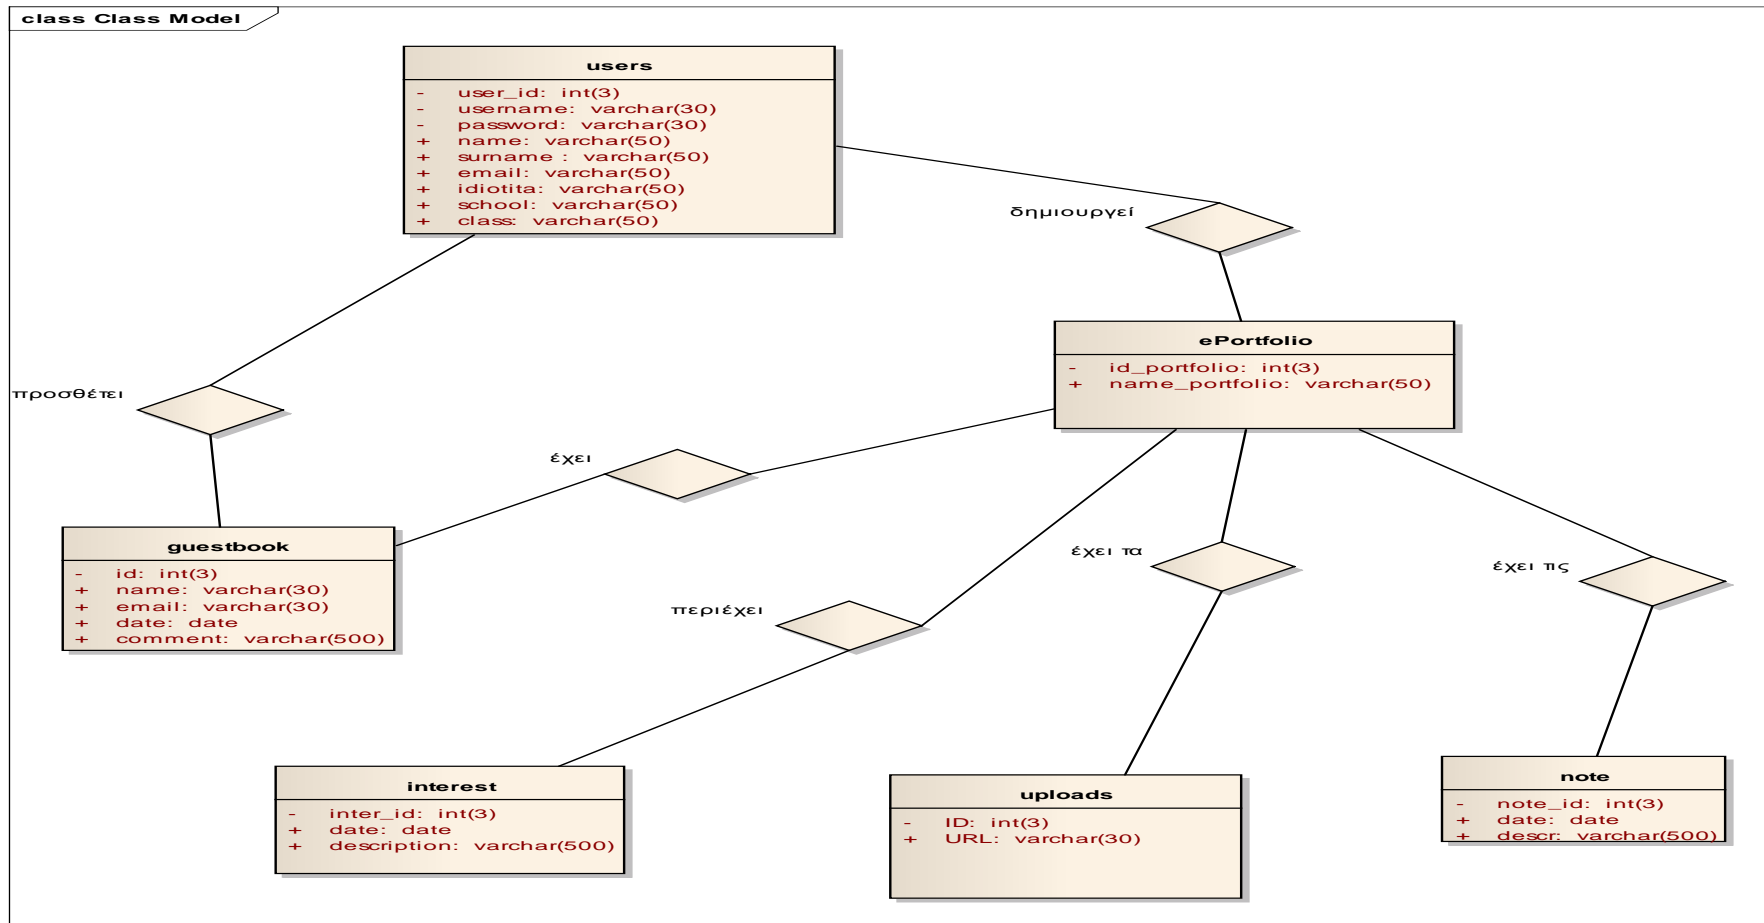 class Class Model
users
- user_id: int(3)
- username: varchar(30)
- password: varchar(30)
+ name: varchar(50)
+ surname : varchar(50)
+ email: varchar(50)
+ idiotita: varchar(50)
+ school: varchar(50)
+ class: varchar(50)
δημιουργεί
ePortfolio
- id_portfolio: int(3)
+ name_portfolio: varchar(50)
προσθέτει
έχει
guestbook
- id: int(3)
+ name: varchar(30)
+ email: varchar(30)
+ date: date
+ comment: varchar(500)
έχει τα
έχει τις
περιέχει
interest
- inter_id: int(3)
+ date: date
+ description: varchar(500)
uploads
- ID: int(3)
+ URL: varchar(30)
note
- note_id: int(3)
+ date: date
+ descr: varchar(500)